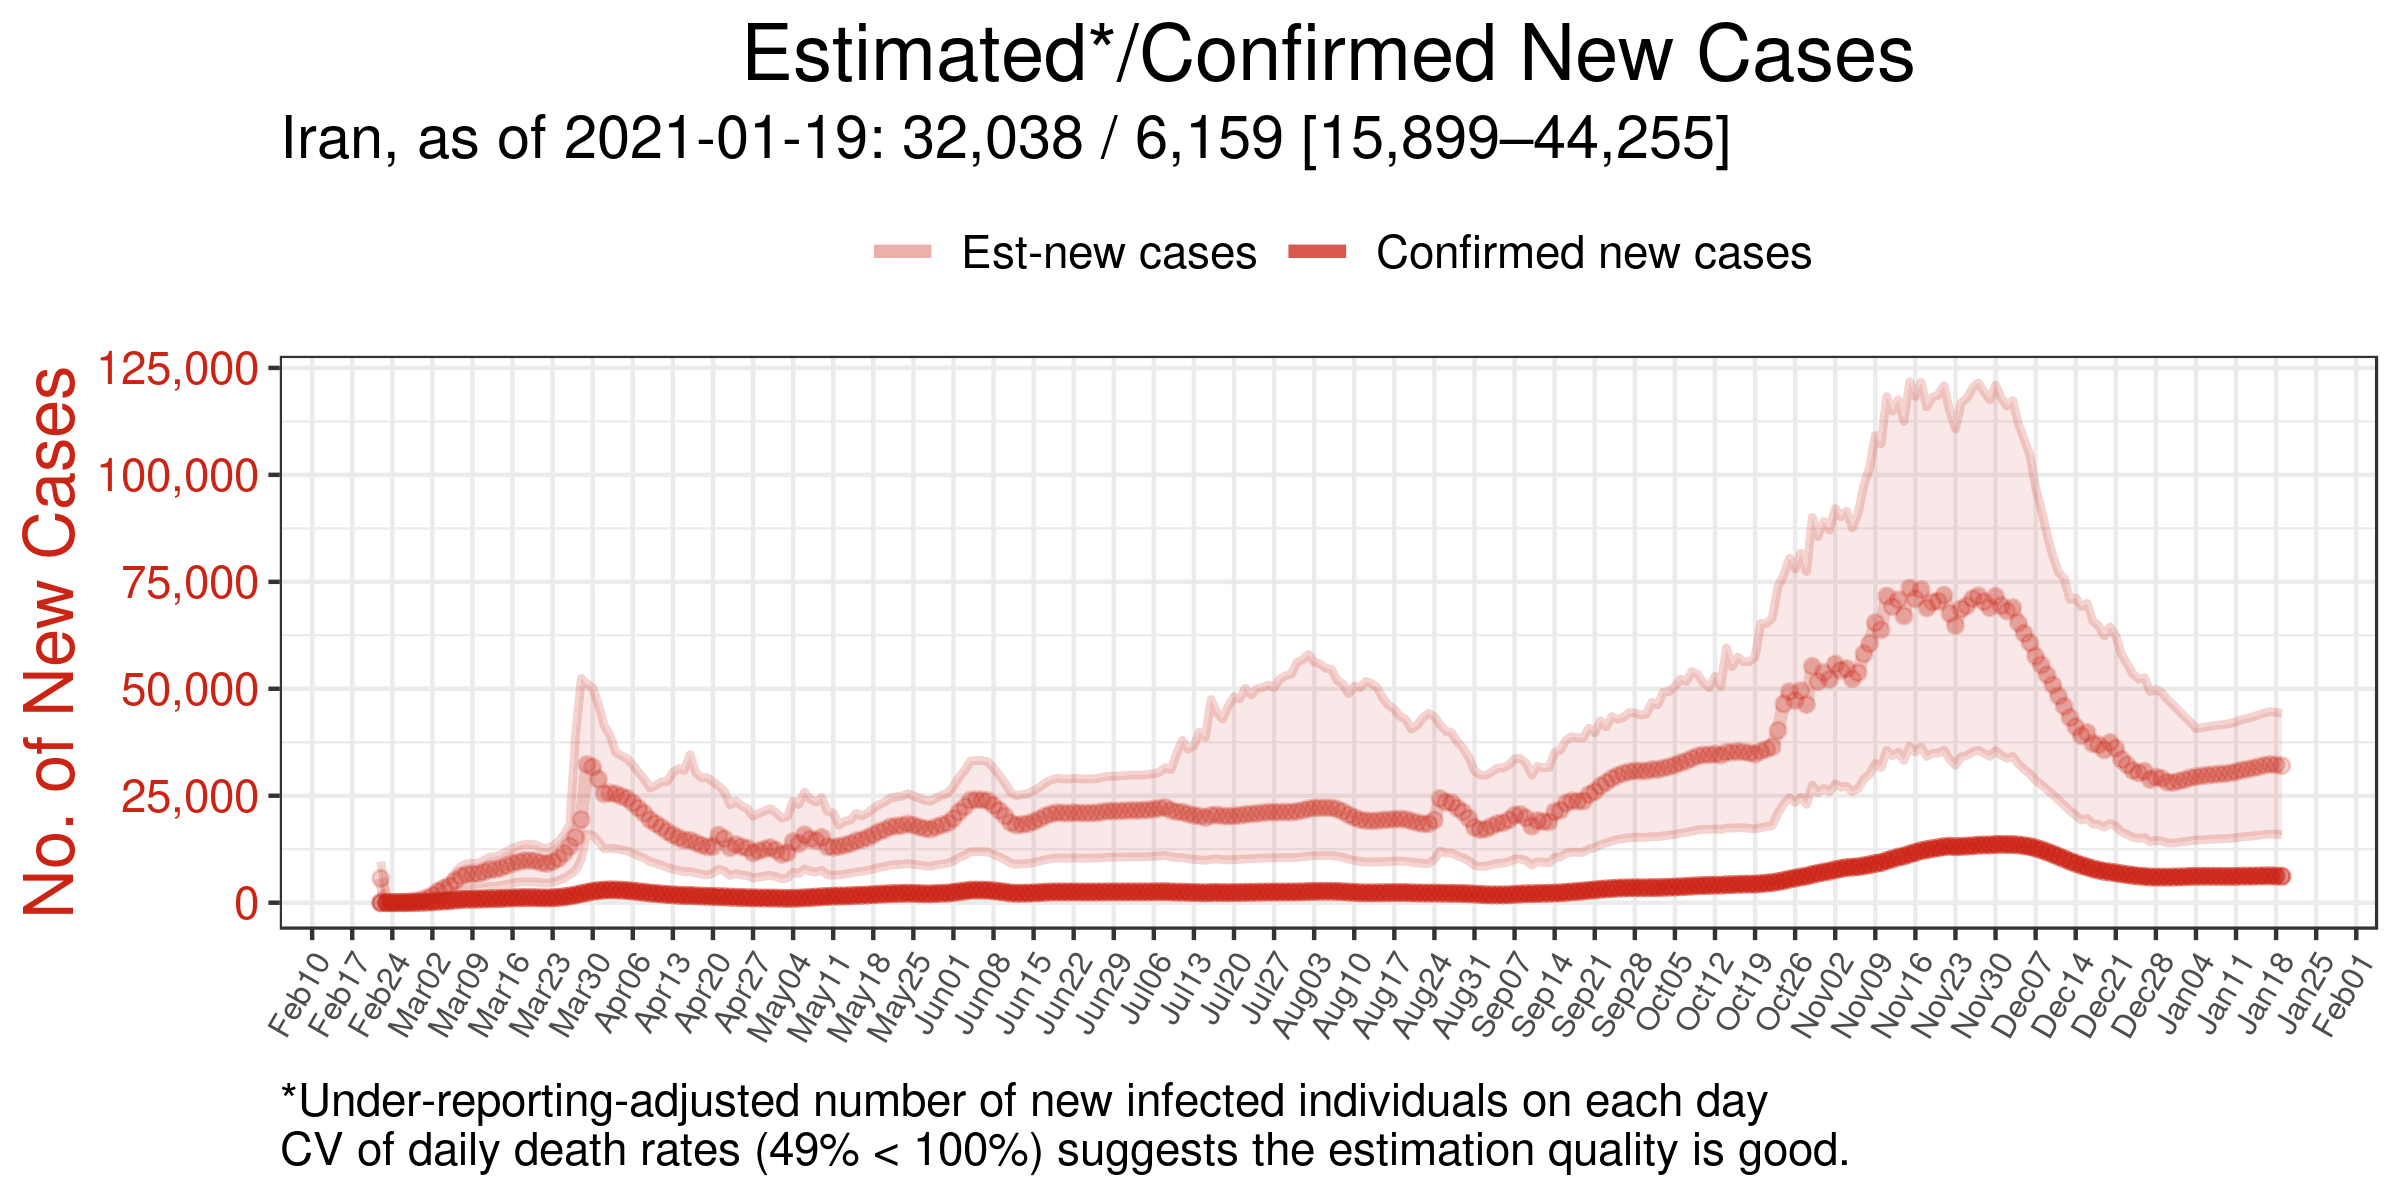 Estimated*/Confirmed New Cases
Iran, as of 2021-01-19: 32,038 / 6,159 [15,899–44,255]
Est-new cases
Confirmed new cases
No. of New Cases
125,000
100,000
75,000
50,000
25,000
0
Feb10
Feb17
Feb24
Mar02
Mar09
Mar16
Mar23
Mar30
Apr06
Apr13
Apr20
Apr27
May04
May11
May18
May25
Jun01
Jun08
Jun15
Jun22
Jun29
Jul06
Jul13
Jul20
Jul27
Aug03
Aug10
Aug17
Aug24
Aug31
Sep07
Sep14
Sep21
Sep28
Oct05
Oct12
Oct19
Oct26
Nov02
Nov09
Nov16
Nov23
Nov30
Dec07
Dec14
Dec21
Dec28
Jan04
Jan11
Jan18
Jan25
Feb01
*Under-reporting-adjusted number of new infected individuals on each day
CV of daily death rates (49% < 100%) suggests the estimation quality is good.